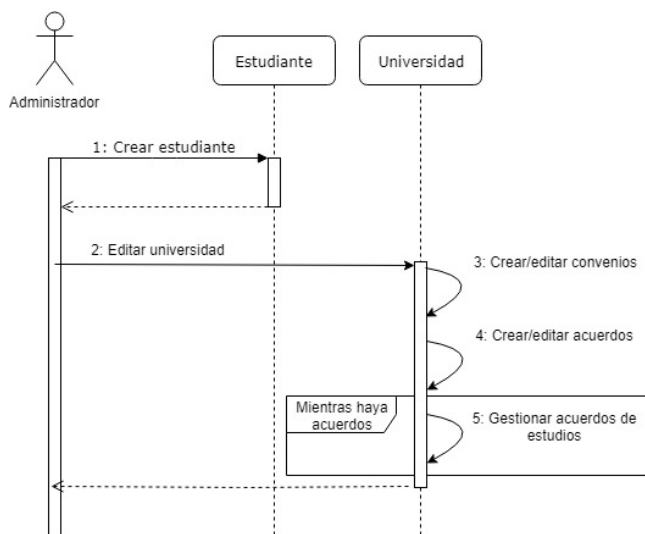 Estudiante
Universidad
Administrador
1: Crear estudiante
2: Editar universidad
3: Crear/editar convenios
4: Crear/editar acuerdos
Mientras haya
acuerdos
5: Gestionar acuerdos de
estudios